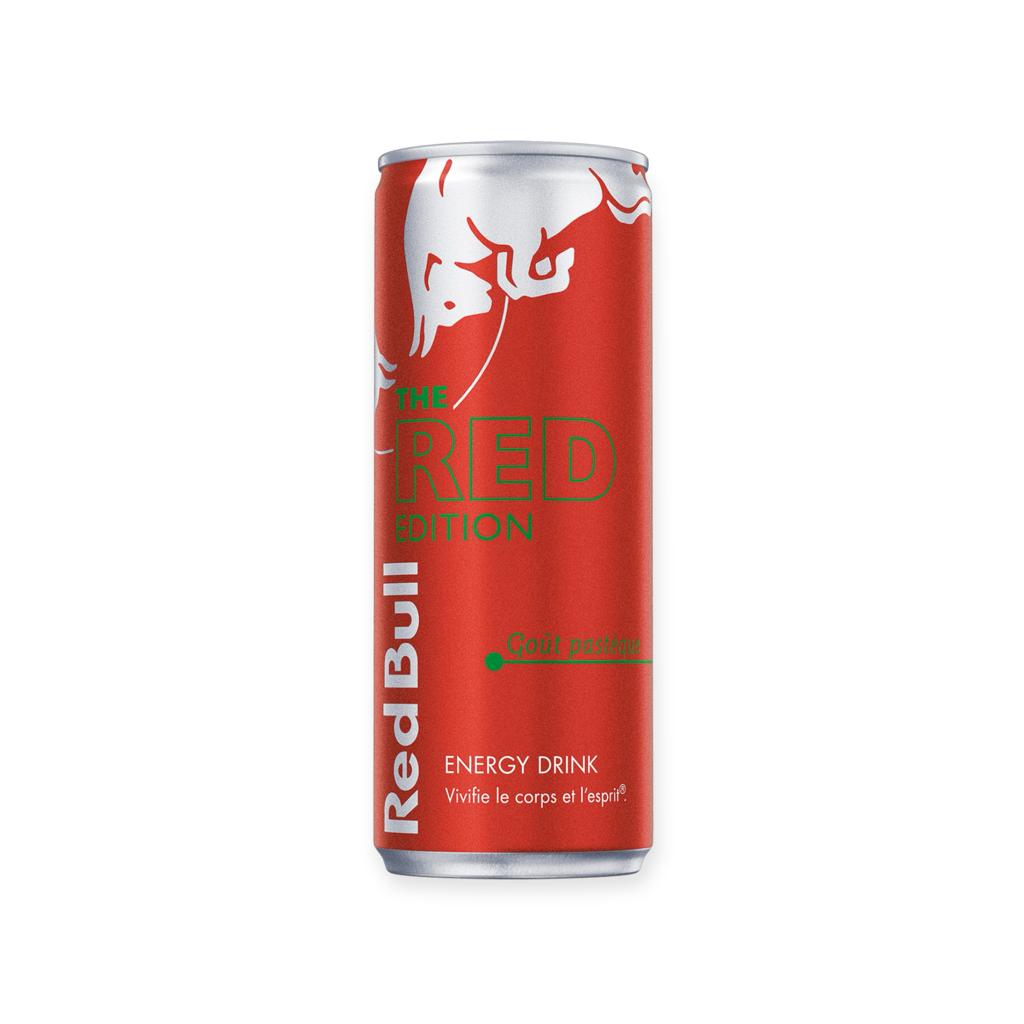 THE
RED
EDITION
Red Bull
Goût pastèque
ENERGY DRINK
Vivifie le corps et l'esprit®.